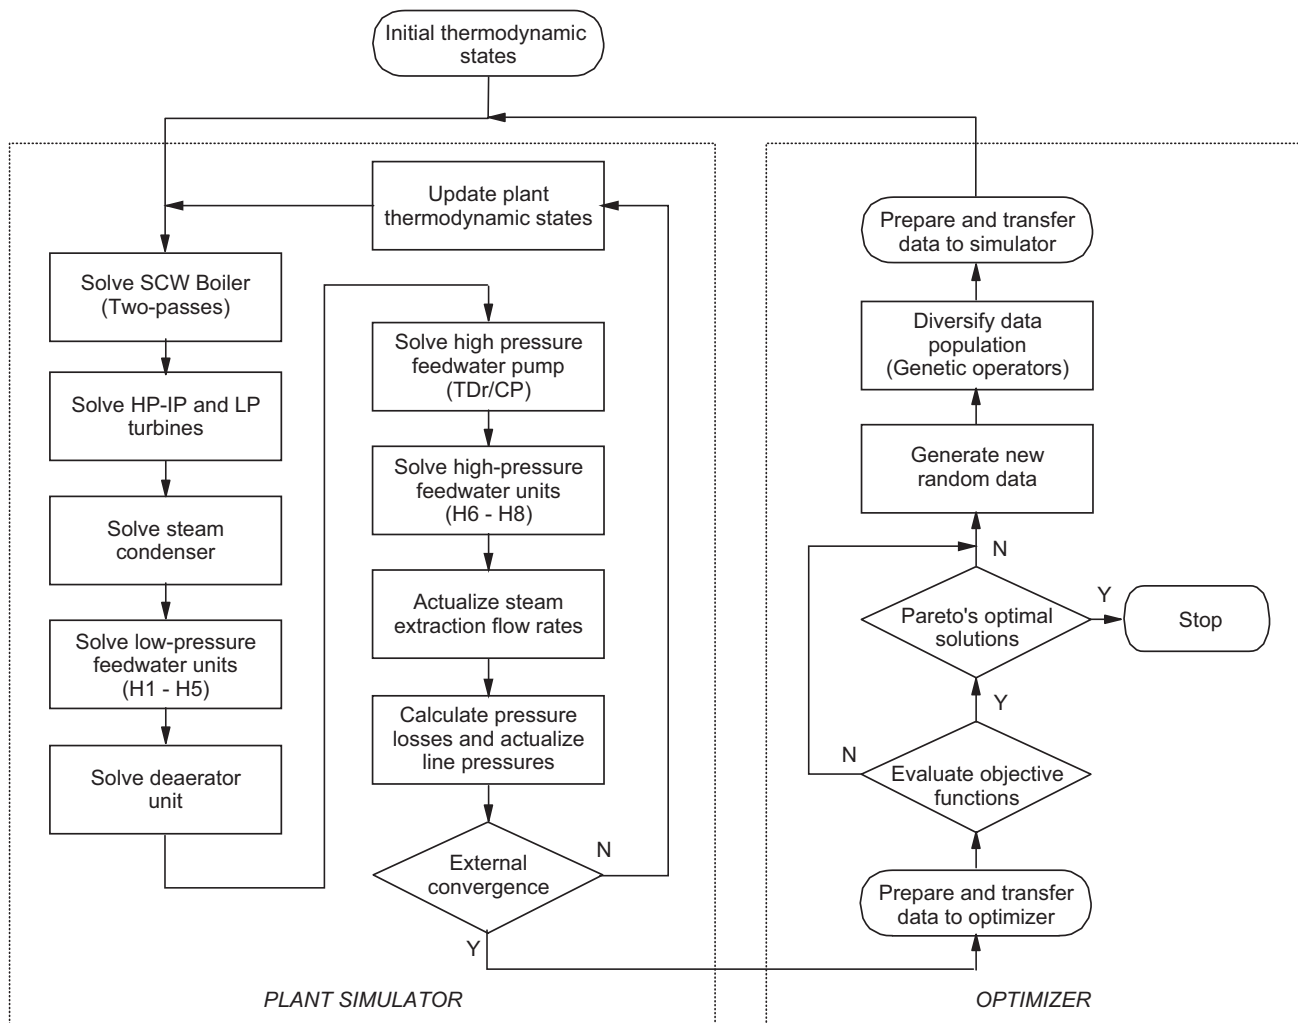 Initial thermodynamic
states
Update plant
thermodynamic states
Solve SCW Boiler
(Two-passes)
Solve HP-IP and LP
turbines
Solve steam
condenser
Solve low-pressure
feedwater units
(H1 - H5)
Solve deaerator
unit
Solve high pressure
feedwater pump
(TDr/CP)
Solve high-pressure
feedwater units
(H6 - H8)
Actualize steam
extraction flow rates
Calculate pressure
losses and actualize
line pressures
External
convergence
N
Y
PLANT SIMULATOR
Prepare and transfer
data to simulator
Diversify data
population
(Genetic operators)
Generate new
random data
N
Pareto's optimal
solutions
Y
Stop
Y
N
Evaluate objective
functions
Prepare and transfer
data to optimizer
OPTIMIZER